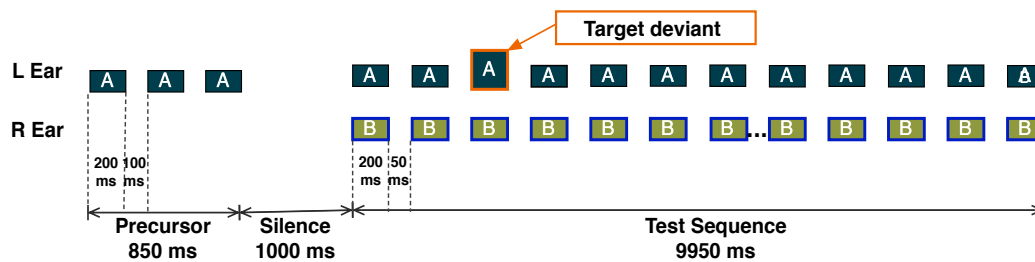 Target deviant
L Ear A A A A A A A A A A A A A A
R Ear B B B B B B B ... B B B B B
200 ms 100 ms 200 ms 50 ms
Precursor Silence Test Sequence
850 ms 1000 ms 9950 ms